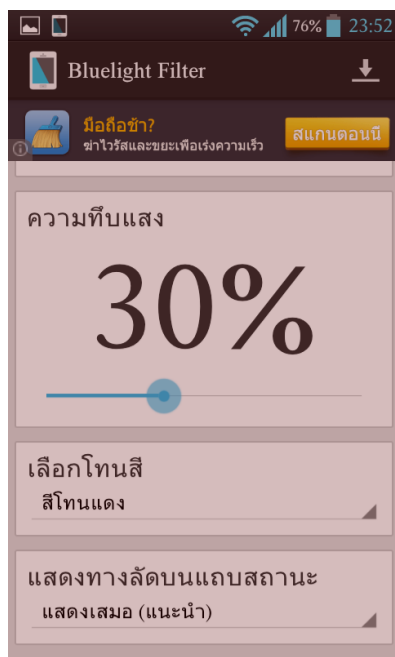 76% 23:52
Bluelight Filter
มือถือช้า?
ฆ่าไวรัสและขยะเพื่อเร่งความเร็ว
สแกนตอนนี้
ความทึบแสง
30%
เลือกโทนสี
สีโทนแดง
แสดงทางลัดบนแถบสถานะ
แสดงเสมอ (แนะนำ)